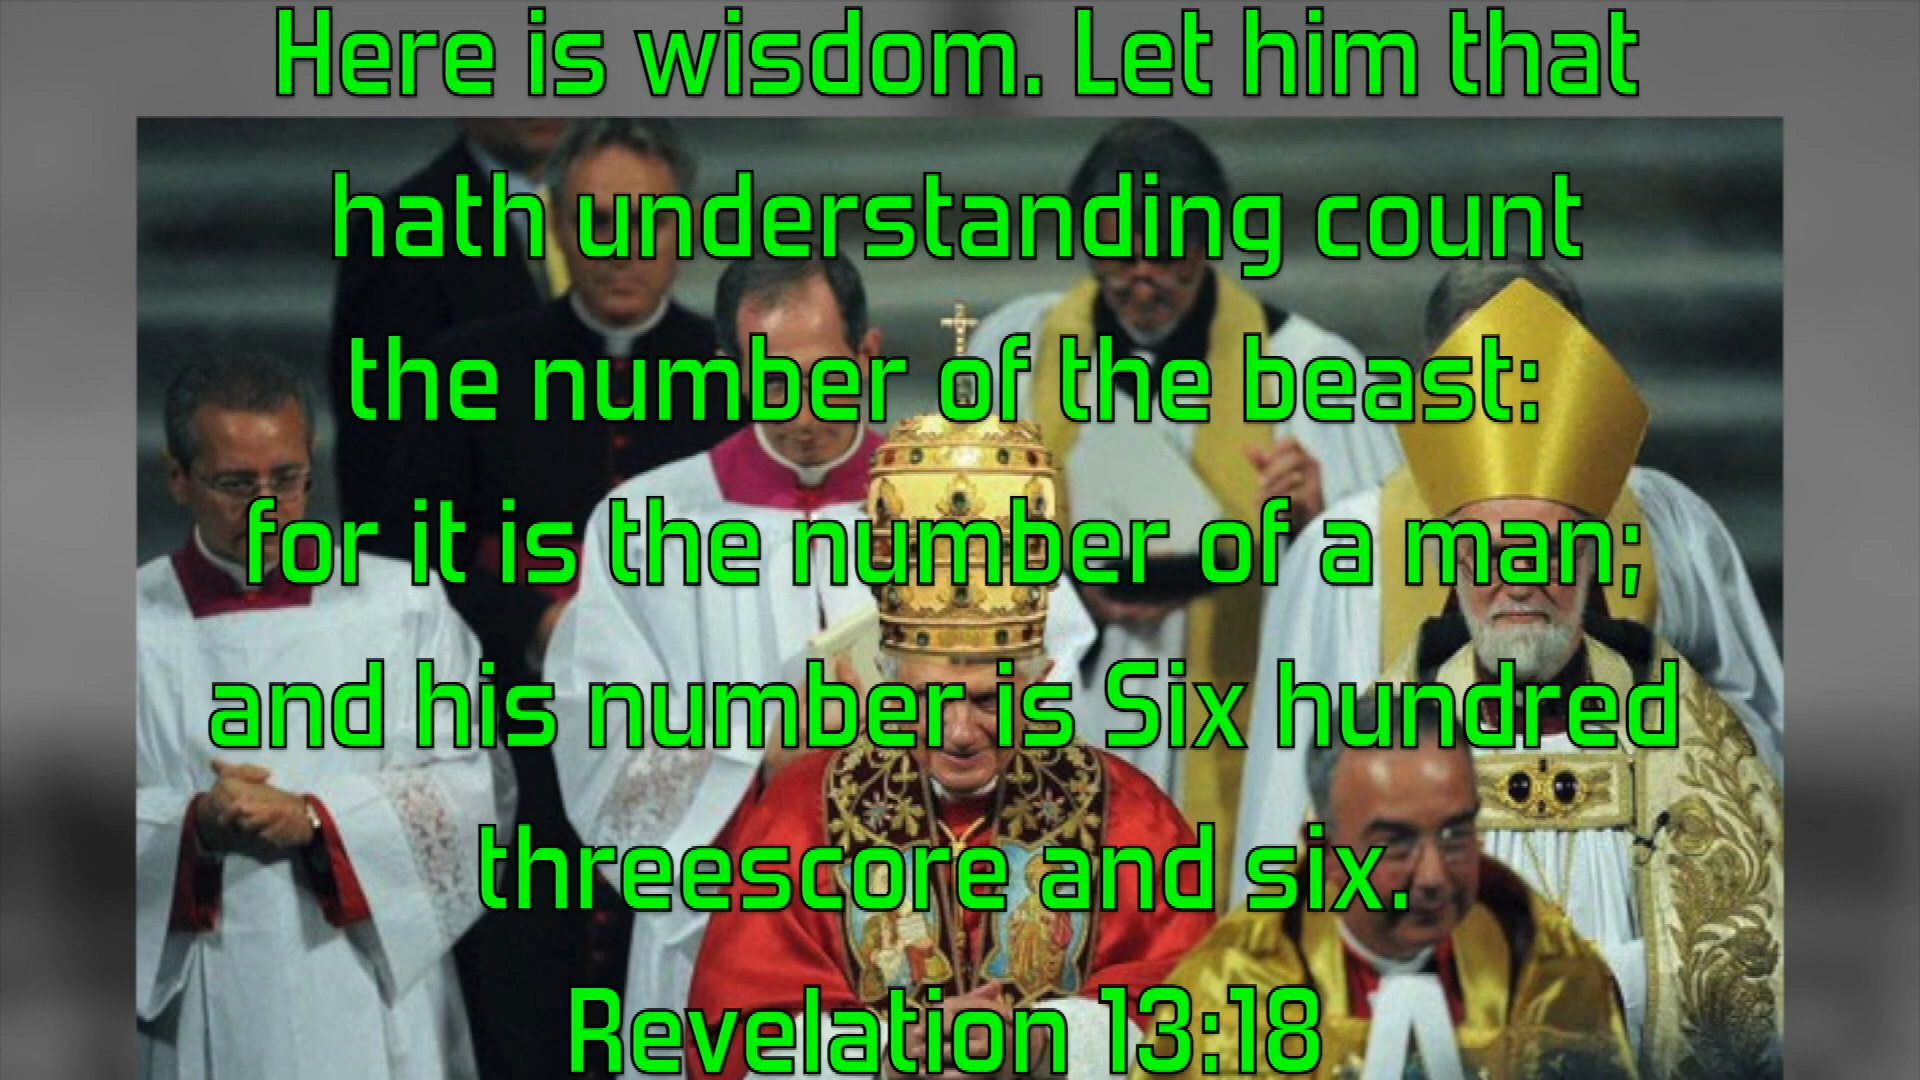 Here is wisdom. Let him that
hath understanding count
the number of the beast:
for it is the number of a man;
and his number is Six hundred
threescore and six.
Revelation 13:18